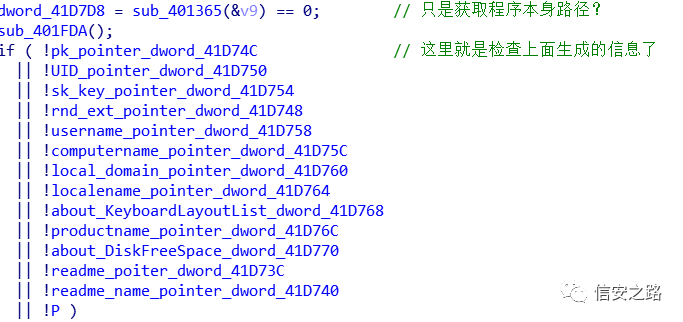 dword_41D7D8 = sub_401365(&v9) == 0; // 只是获取程序本身路径？
sub_401FDA();
if ( !pk_pointer_dword_41D74C // 这里就是检查上面生成的信息了
|| !UID_pointer_dword_41D750
|| !sk_key_pointer_dword_41D754
|| !rnd_ext_pointer_dword_41D748
|| !username_pointer_dword_41D758
|| !computername_pointer_dword_41D75C
|| !local_domain_pointer_dword_41D760
|| !localename_pointer_dword_41D764
|| !about_KeyboardLayoutList_dword_41D768
|| !productname_pointer_dword_41D76C
|| !about_DiskFreeSpace_dword_41D770
|| !readme_poiter_dword_41D73C
|| !readme_name_pointer_dword_41D740
|| !P )
信安之路